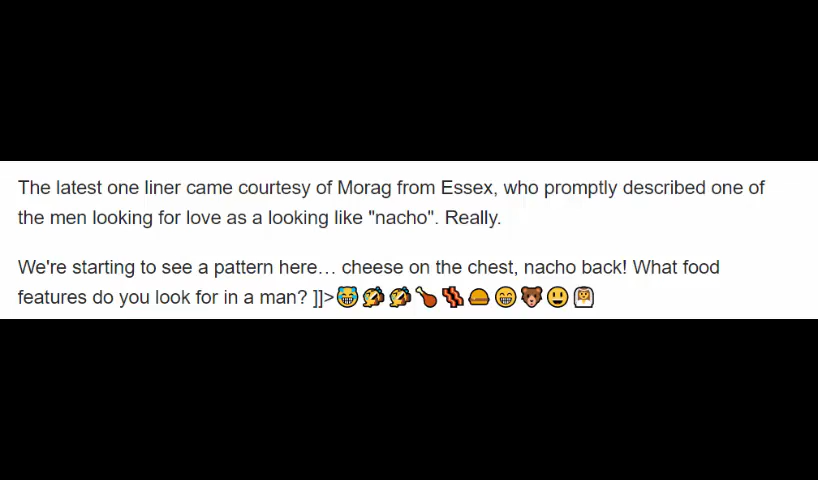 The latest one liner came courtesy of Morag from Essex, who promptly described one of
the men looking for love as a looking like "nacho". Really.
We're starting to see a pattern here… cheese on the chest, nacho back! What food
features do you look for in a man? ]]>😹🤣🤣🍗🥓🍔😁🐻😃👰